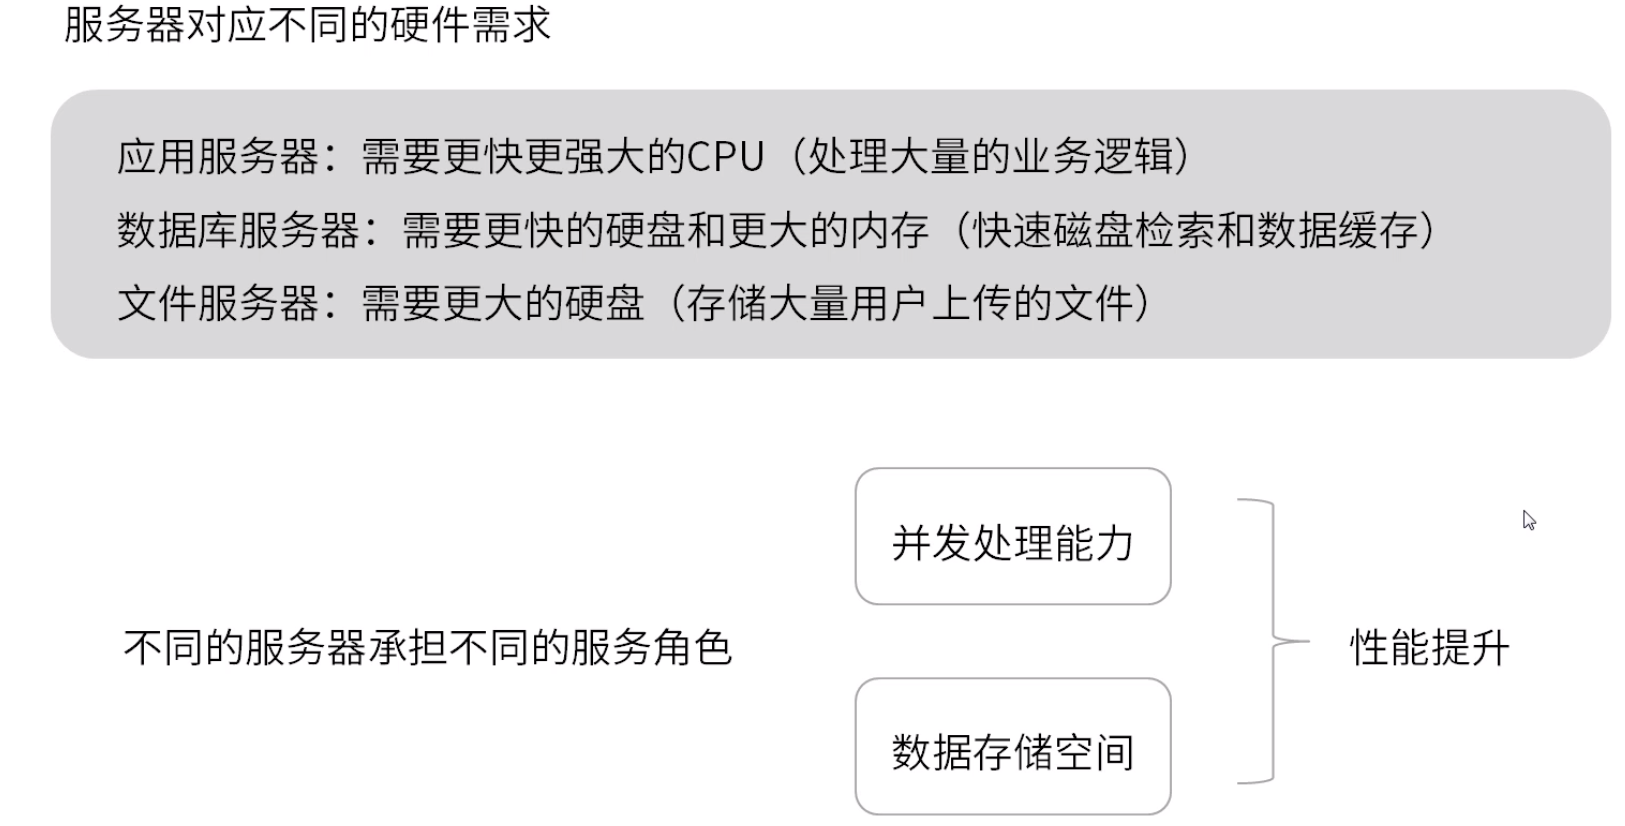 服务器对应不同的硬件需求
应用服务器：需要更快更强大的CPU（处理大量的业务逻辑）
数据库服务器：需要更快的硬盘和更大的内存（快速磁盘检索和数据缓存）
文件服务器：需要更大的硬盘（存储大量用户上传的文件）
并发处理能力
不同的服务器承担不同的服务角色
性能提升
数据存储空间